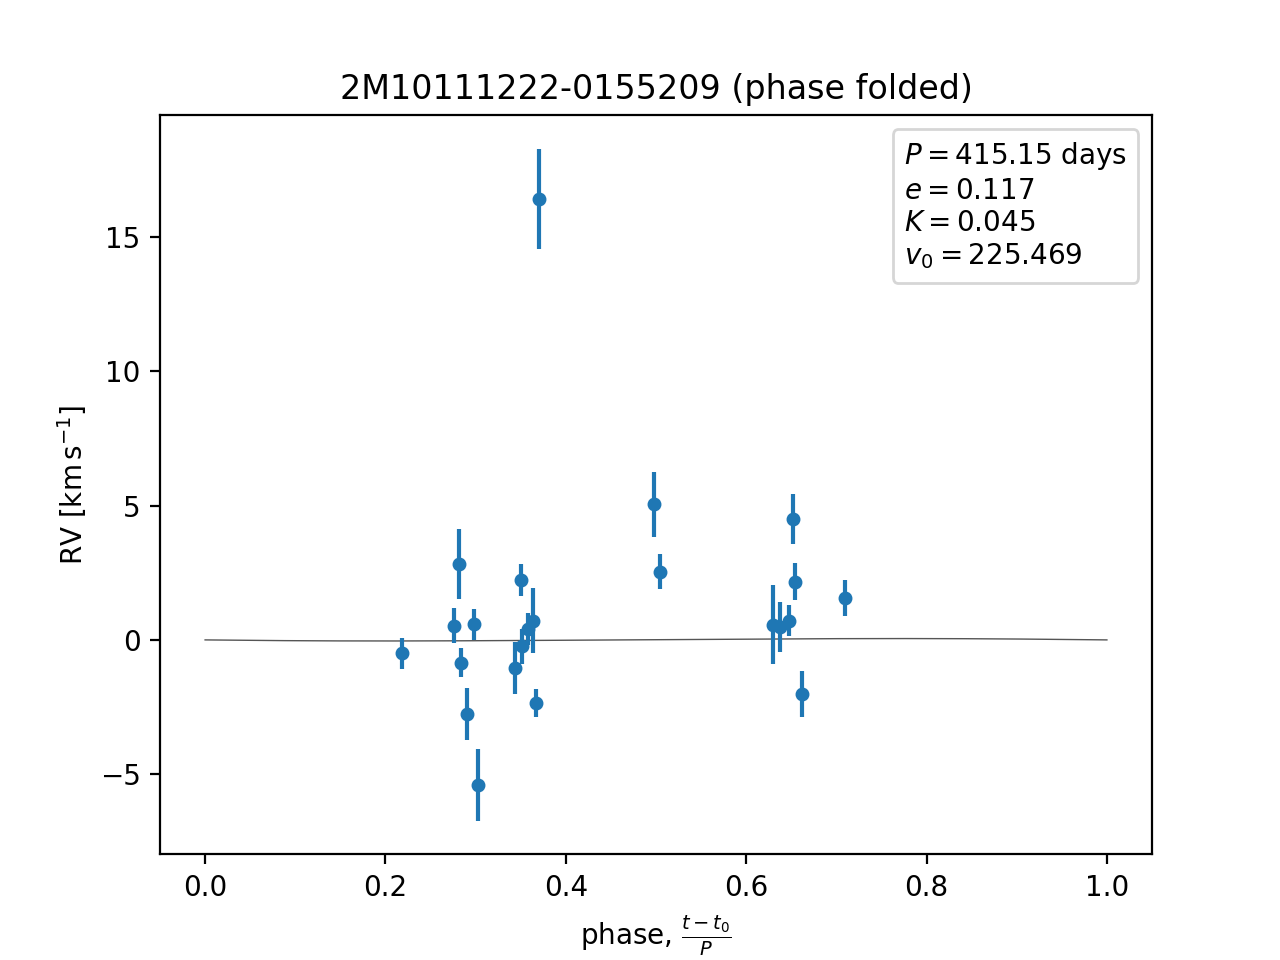 2M10111222-0155209 (phase folded)
P = 415.15 days
e = 0.117
K = 0.045
v₀ = 225.469
15
10
5
0
−5
RV [km s⁻¹]
0.0 0.2 0.4 0.6 0.8 1.0
phase, (t − t₀)/P